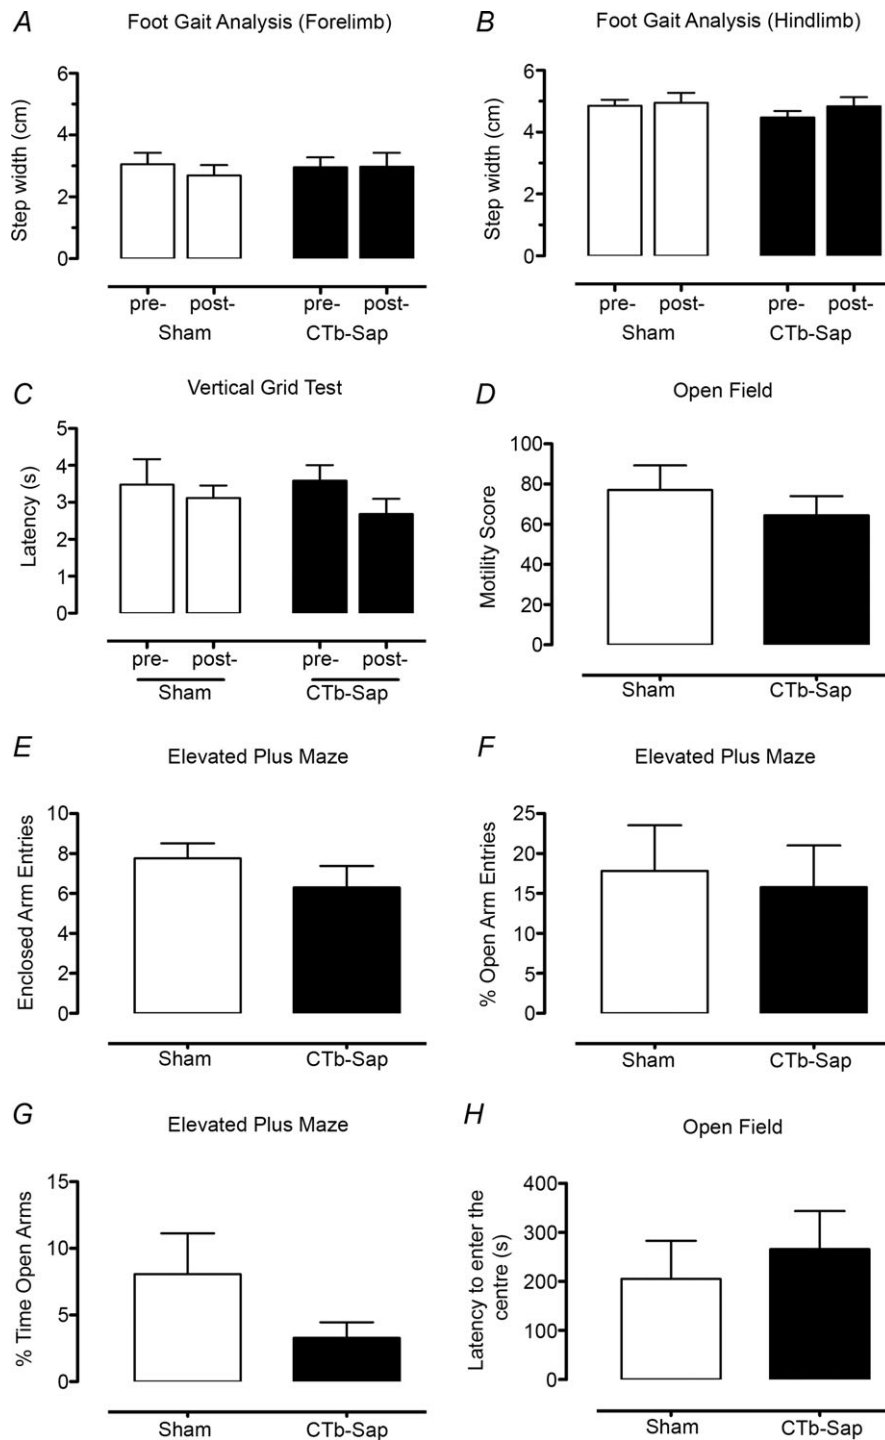 A
Foot Gait Analysis (Forelimb)
Step width (cm)
6
4
2
0
pre- post- pre- post-
Sham CTb-Sap
B
Foot Gait Analysis (Hindlimb)
Step width (cm)
6
4
2
0
pre- post- pre- post-
Sham CTb-Sap
C
Vertical Grid Test
Latency (s)
5
4
3
2
1
0
pre- post- pre- post-
Sham CTb-Sap
D
Open Field
Motility Score
100
80
60
40
20
0
Sham CTb-Sap
E
Elevated Plus Maze
Enclosed Arm Entries
10
8
6
4
2
0
Sham CTb-Sap
F
Elevated Plus Maze
% Open Arm Entries
25
20
15
10
5
0
Sham CTb-Sap
G
Elevated Plus Maze
% Time Open Arms
15
10
5
0
Sham CTb-Sap
H
Open Field
Latency to enter the
centre (s)
400
300
200
100
0
Sham CTb-Sap